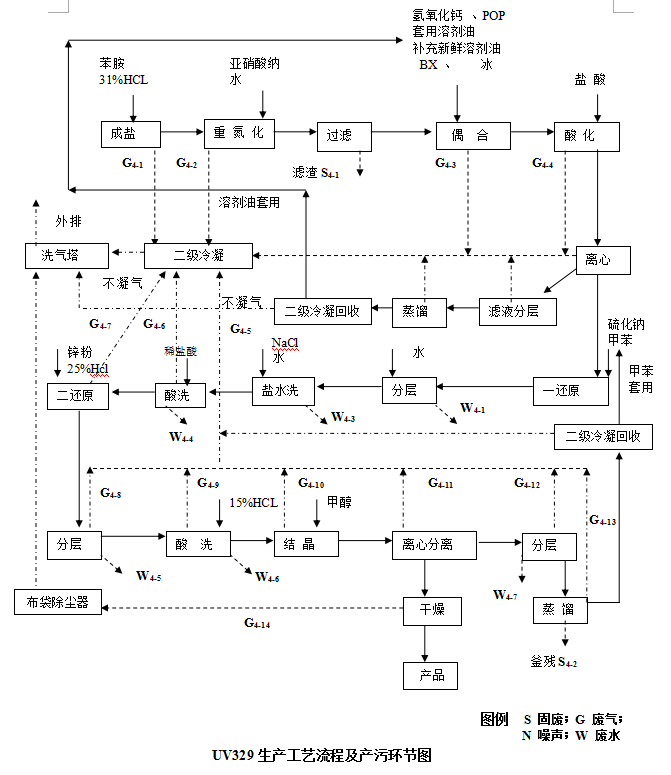 氢氧化钙 、POP
套用溶剂油
补充新鲜溶剂油
BX 、 冰
苯胺
31%HCL
亚硝酸纳
水
盐 酸
成盐
重 氮 化
过滤
偶 合
酸 化
G4-1
G4-2
滤渣 S4-1
G4-3
G4-4
溶剂油套用
外排
洗气塔
二级冷凝
离心
不凝气
不凝气
二级冷凝回收
蒸馏
滤液分层
G4-7
G4-6
G4-5
硫化钠
甲苯
锌粉
25%Hcl
稀盐酸
NaCl
水
水
甲苯
套用
二还原
酸洗
盐水洗
分层
一还原
W4-4
W4-3
W4-1
二级冷凝回收
G4-8
G4-9
G4-10
G4-11
G4-12
G4-13
15%HCL
甲醇
分层
酸 洗
结 晶
离心分离
分层
W4-5
W4-6
W4-7
布袋除尘器
干燥
蒸 馏
G4-14
釜残 S4-2
产品
图例 S 固废；G 废气；
N 噪声；W 废水
UV329 生产工艺流程及产污环节图